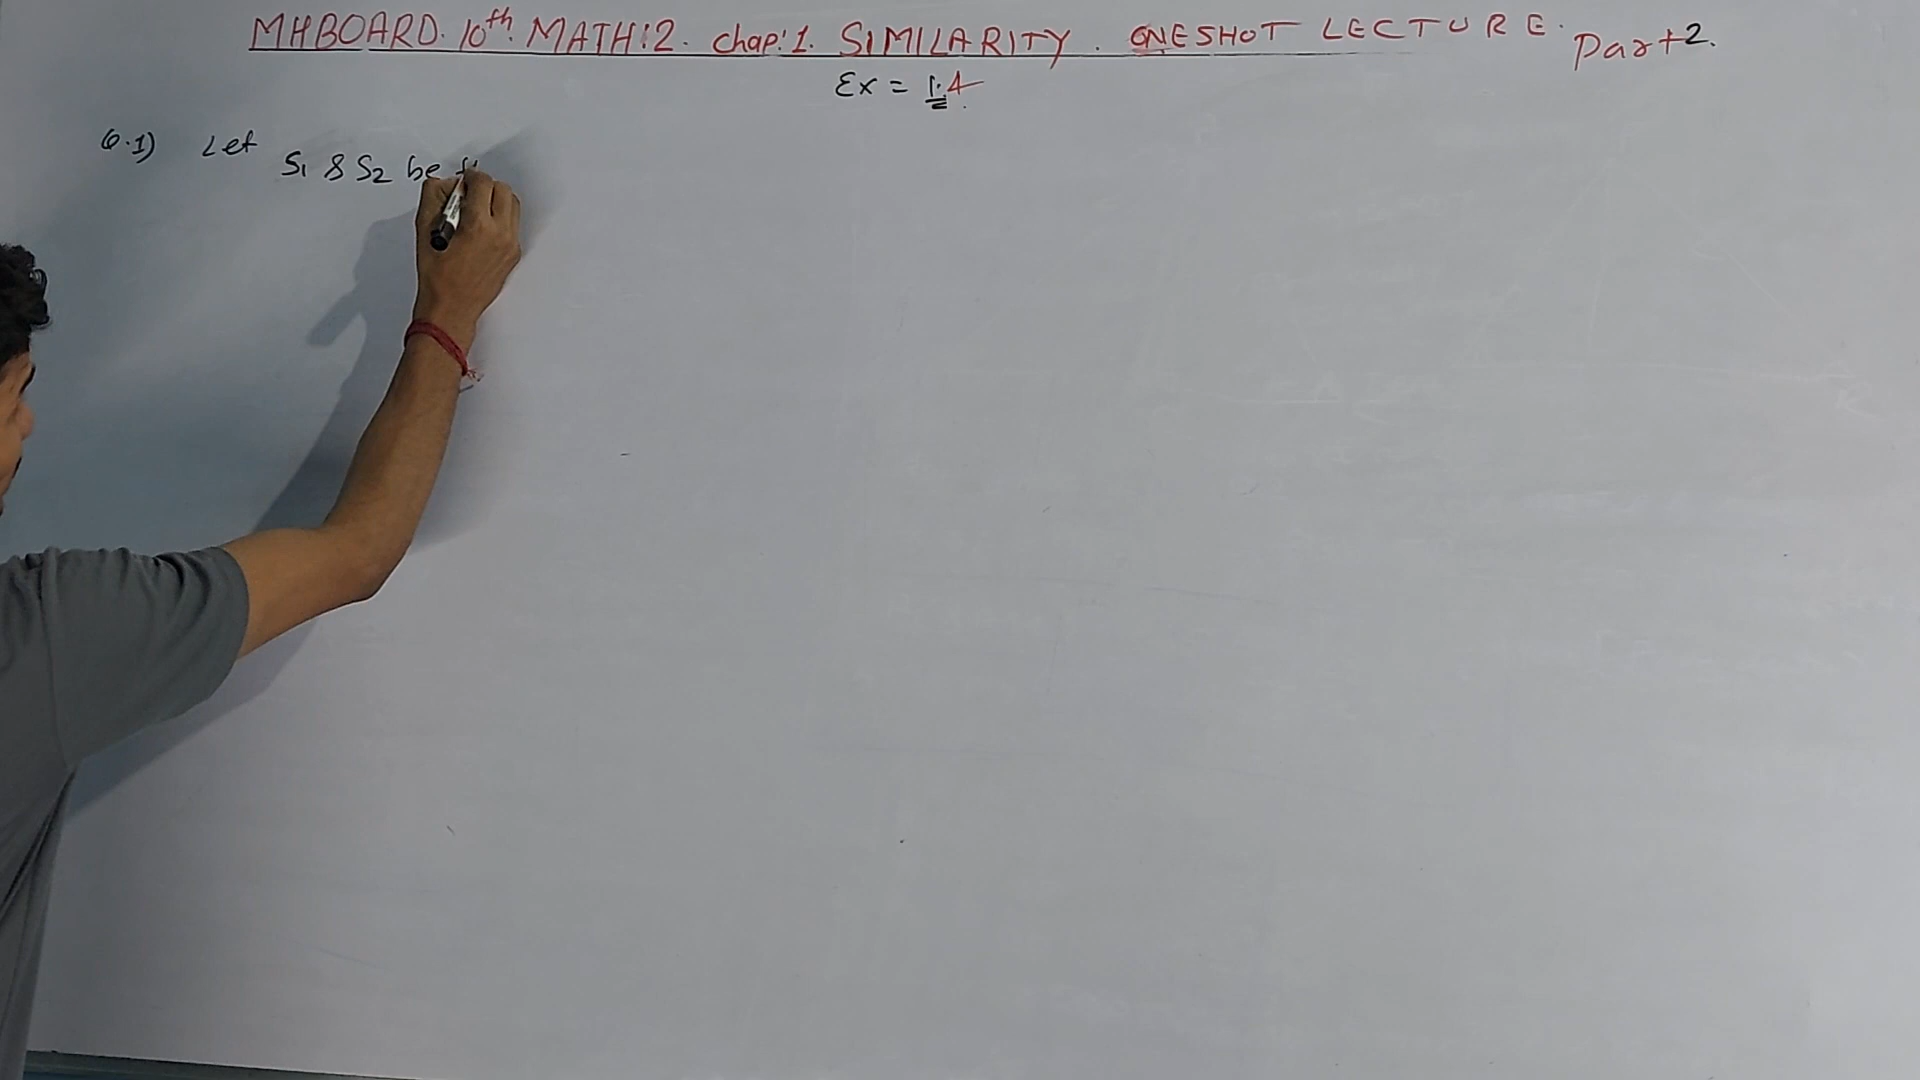 MHBOARD. 10th. MATH:2. Chap:1. SIMILARITY. ONESHOT LECTURE. Part 2.
Ex = 1.4.
Q.1) Let S1 & S2 be